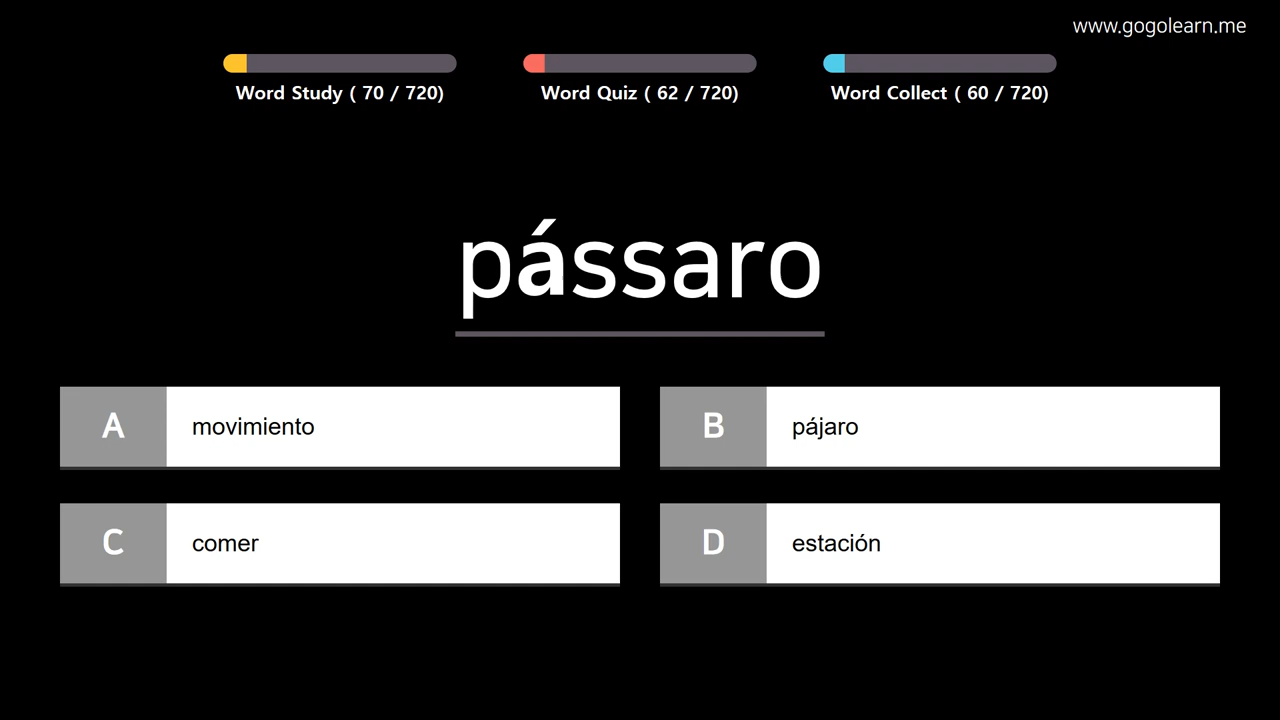 www.gogolearn.me
Word Study ( 70 / 720)
Word Quiz ( 62 / 720)
Word Collect ( 60 / 720)
pássaro
A movimiento
B pájaro
C comer
D estación